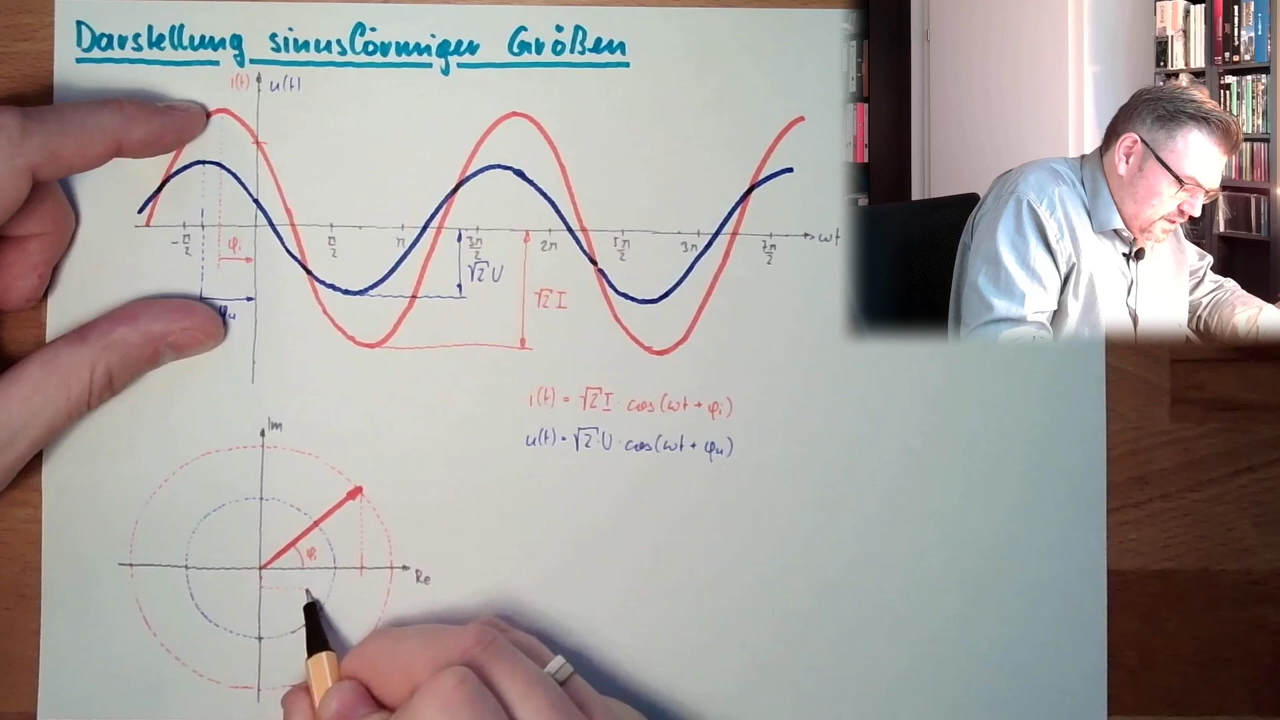 Darstellung sinusförmiger Größen
i(t) u(t)
-π/2 π/2 π 3π/2 2π 5π/2 3π 7π/2 ωt
φi
√2 U
√2 I
φu
i(t) = √2 I · cos(ωt + φi)
u(t) = √2 · U · cos(ωt + φu)
Im
φi
Re